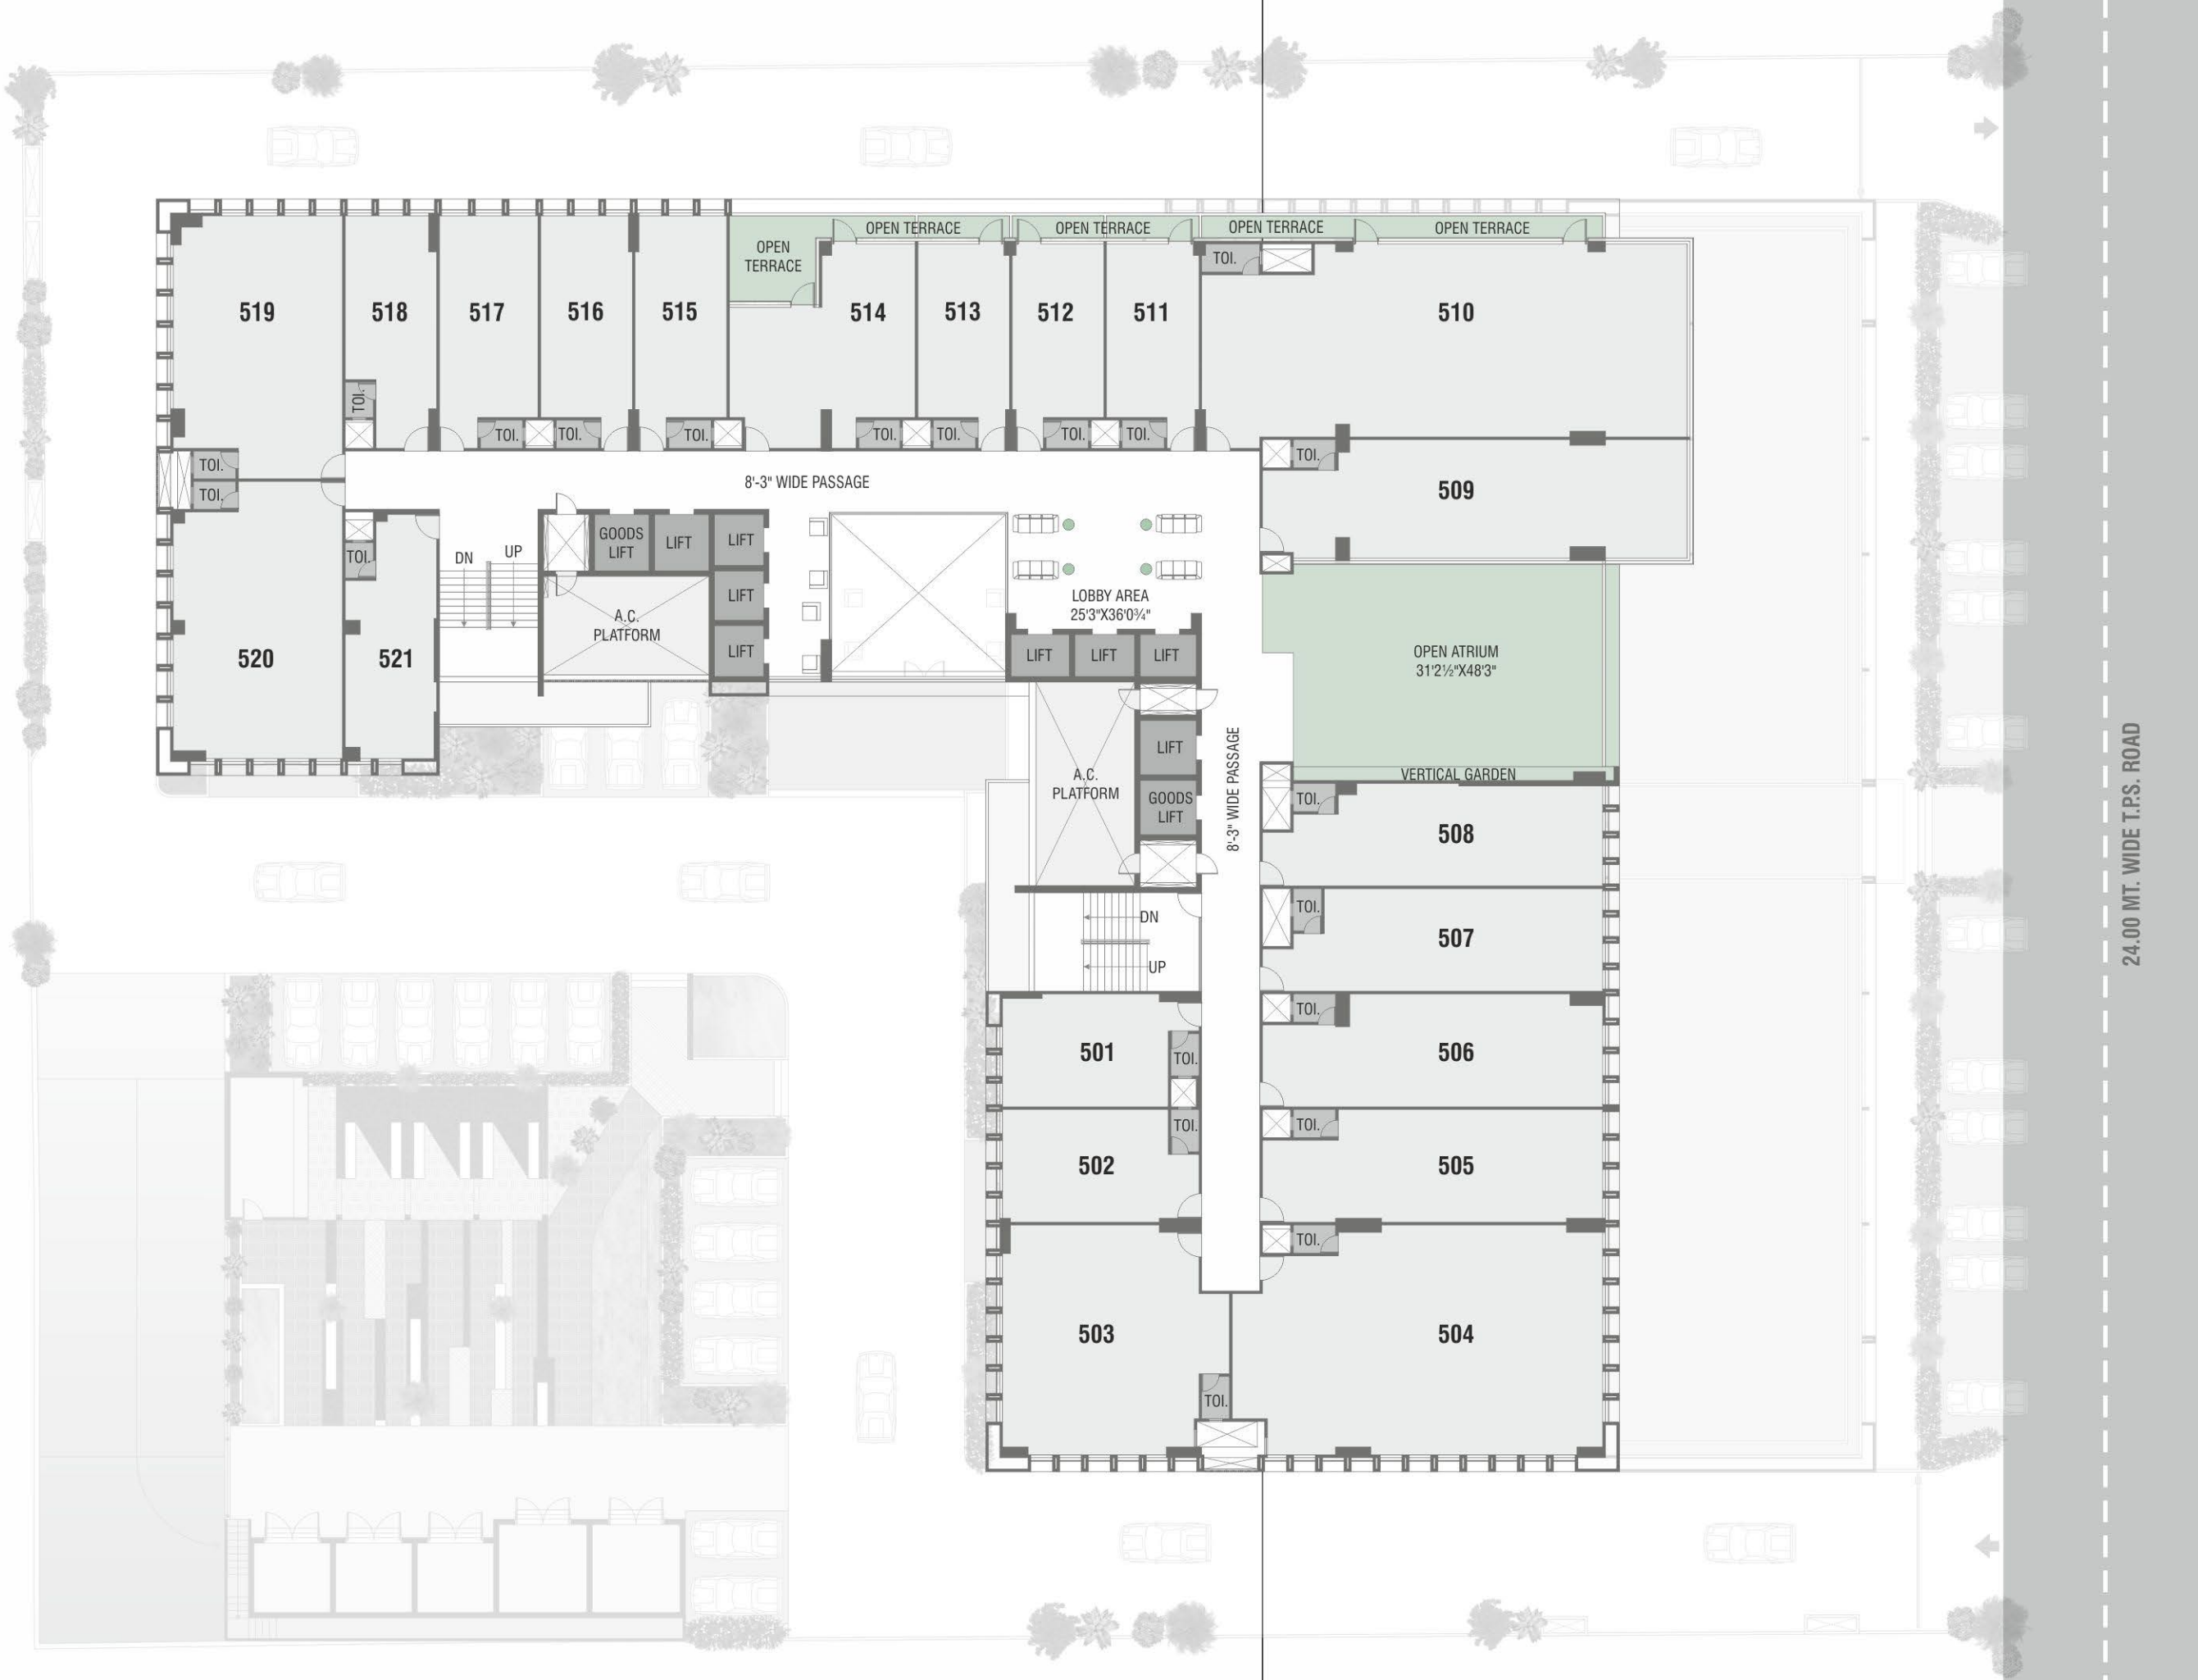 OPEN TERRACE
OPEN TERRACE
OPEN TERRACE
OPEN TERRACE
OPEN
TERRACE
TOI.
519
518
517
516
515
514
513
512
511
510
TOI.
TOI.
TOI.
TOI.
TOI.
TOI.
TOI.
TOI.
TOI.
TOI.
TOI.
8'-3" WIDE PASSAGE
509
TOI.
GOODS
LIFT
LIFT
LIFT
DN
UP
LIFT
LIFT
A.C.
PLATFORM
LOBBY AREA
25'3"X36'0¾"
LIFT
LIFT
LIFT
520
521
OPEN ATRIUM
31'2½"X48'3"
VERTICAL GARDEN
LIFT
A.C.
PLATFORM
GOODS
LIFT
8'-3" WIDE PASSAGE
TOI.
508
TOI.
507
DN
UP
TOI.
506
501
TOI.
TOI.
502
TOI.
505
TOI.
503
504
TOI.
24.00 MT. WIDE T.P.S. ROAD